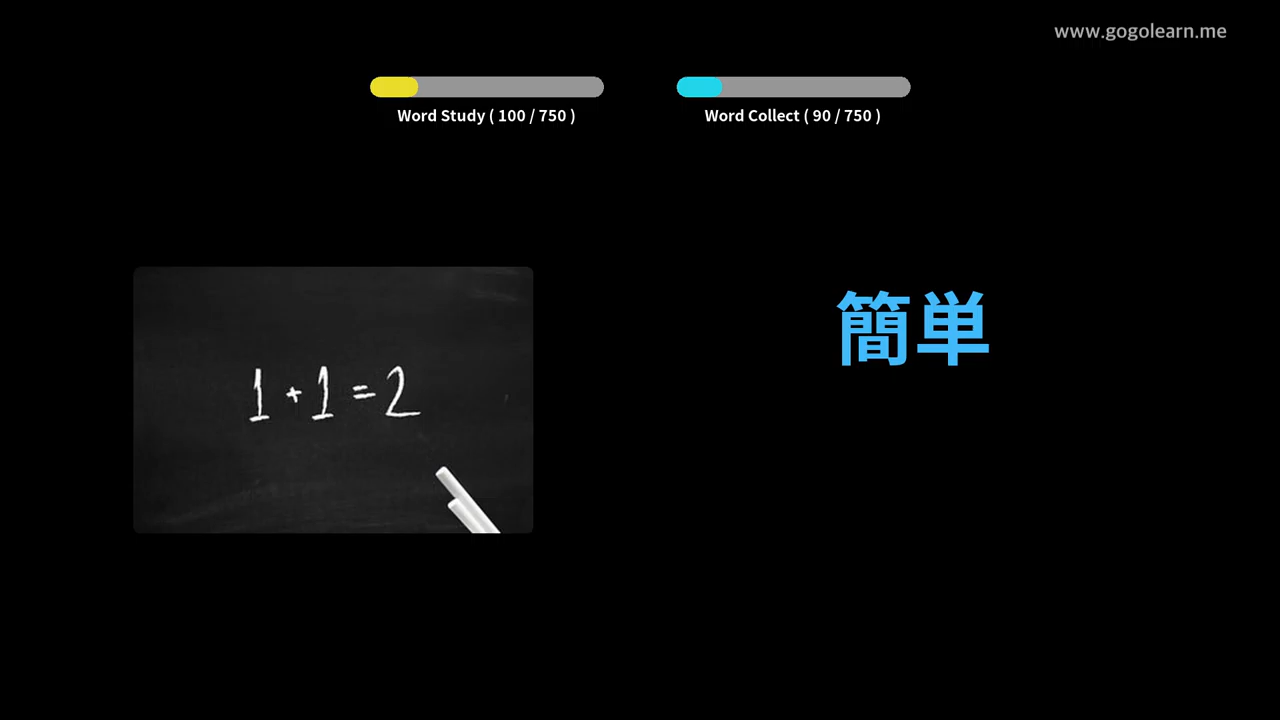 www.gogolearn.me
Word Study ( 100 / 750 )
Word Collect ( 90 / 750 )
1 + 1 = 2
簡単